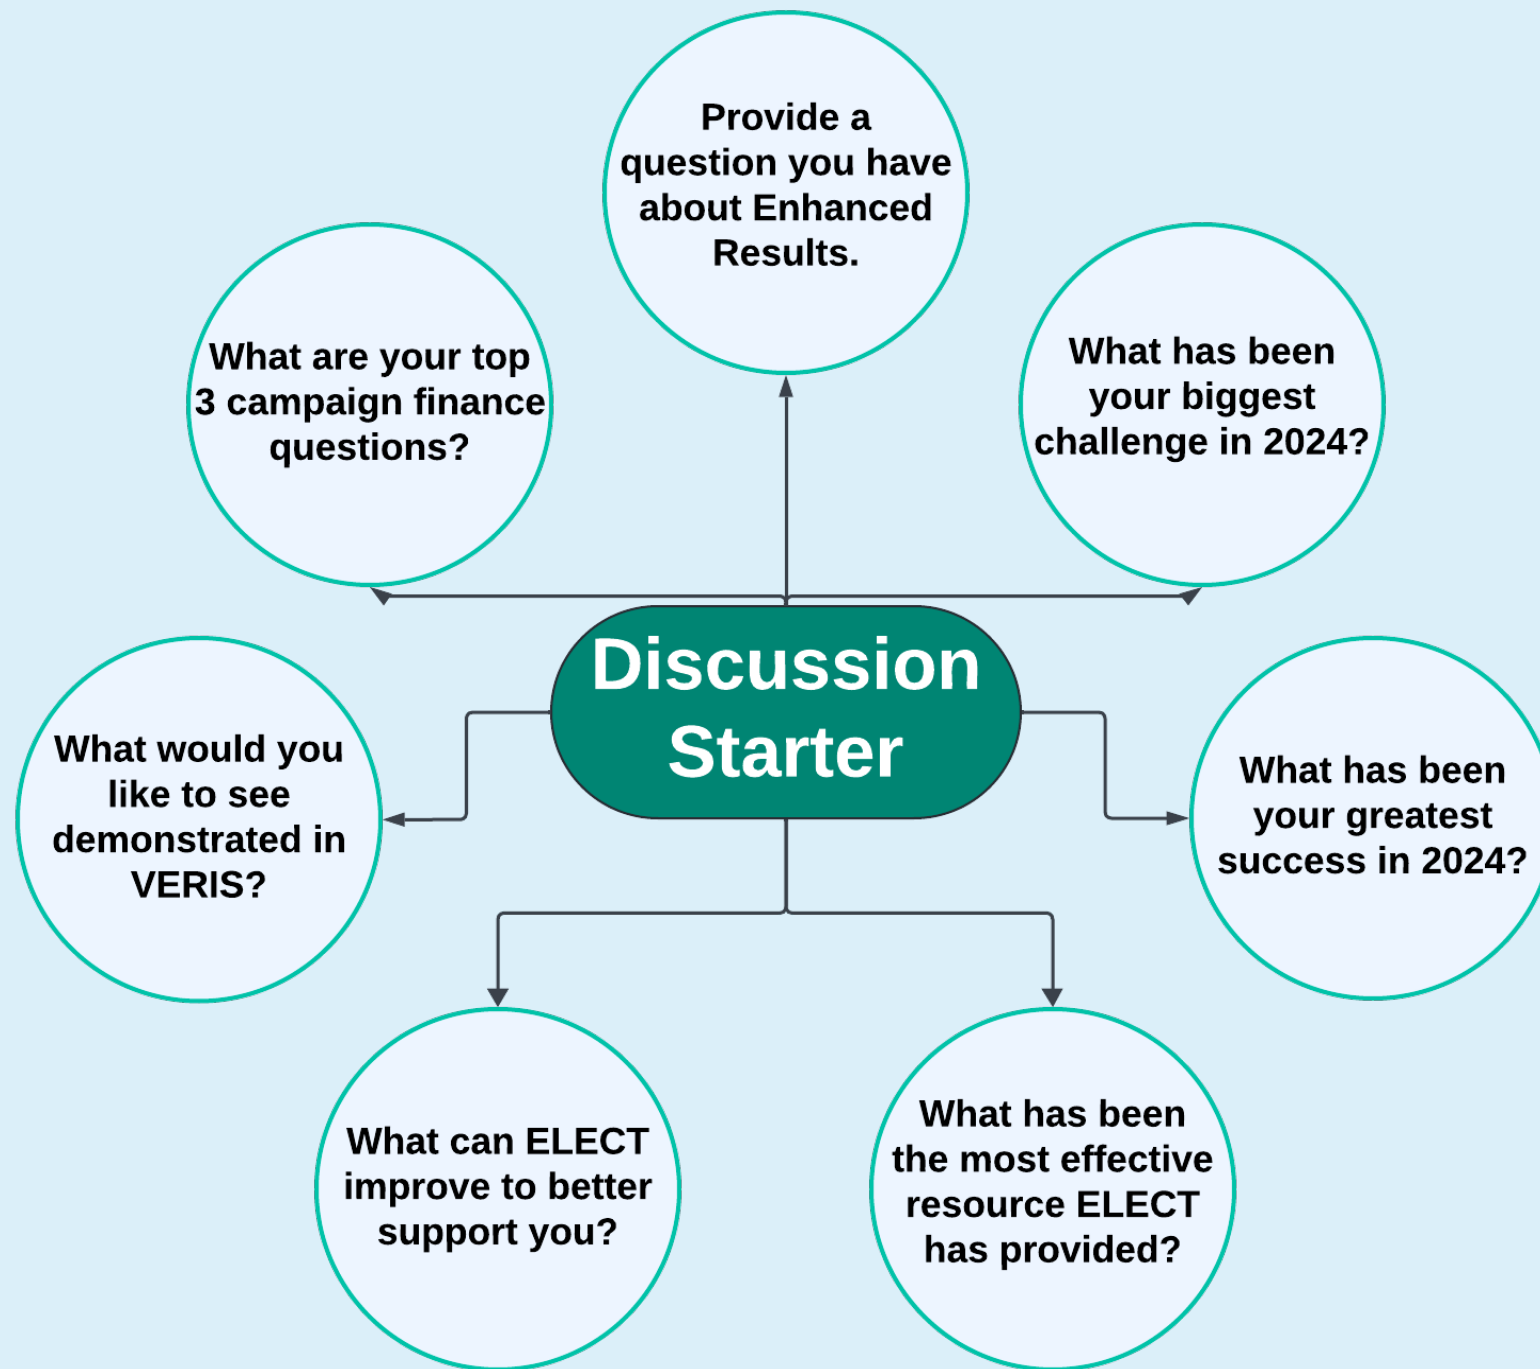 Provide a
question you have
about Enhanced
Results.
What are your top
3 campaign finance
questions?
What has been
your biggest
challenge in 2024?
Discussion
Starter
What would you
like to see
demonstrated in
VERIS?
What has been
your greatest
success in 2024?
What can ELECT
improve to better
support you?
What has been
the most effective
resource ELECT
has provided?